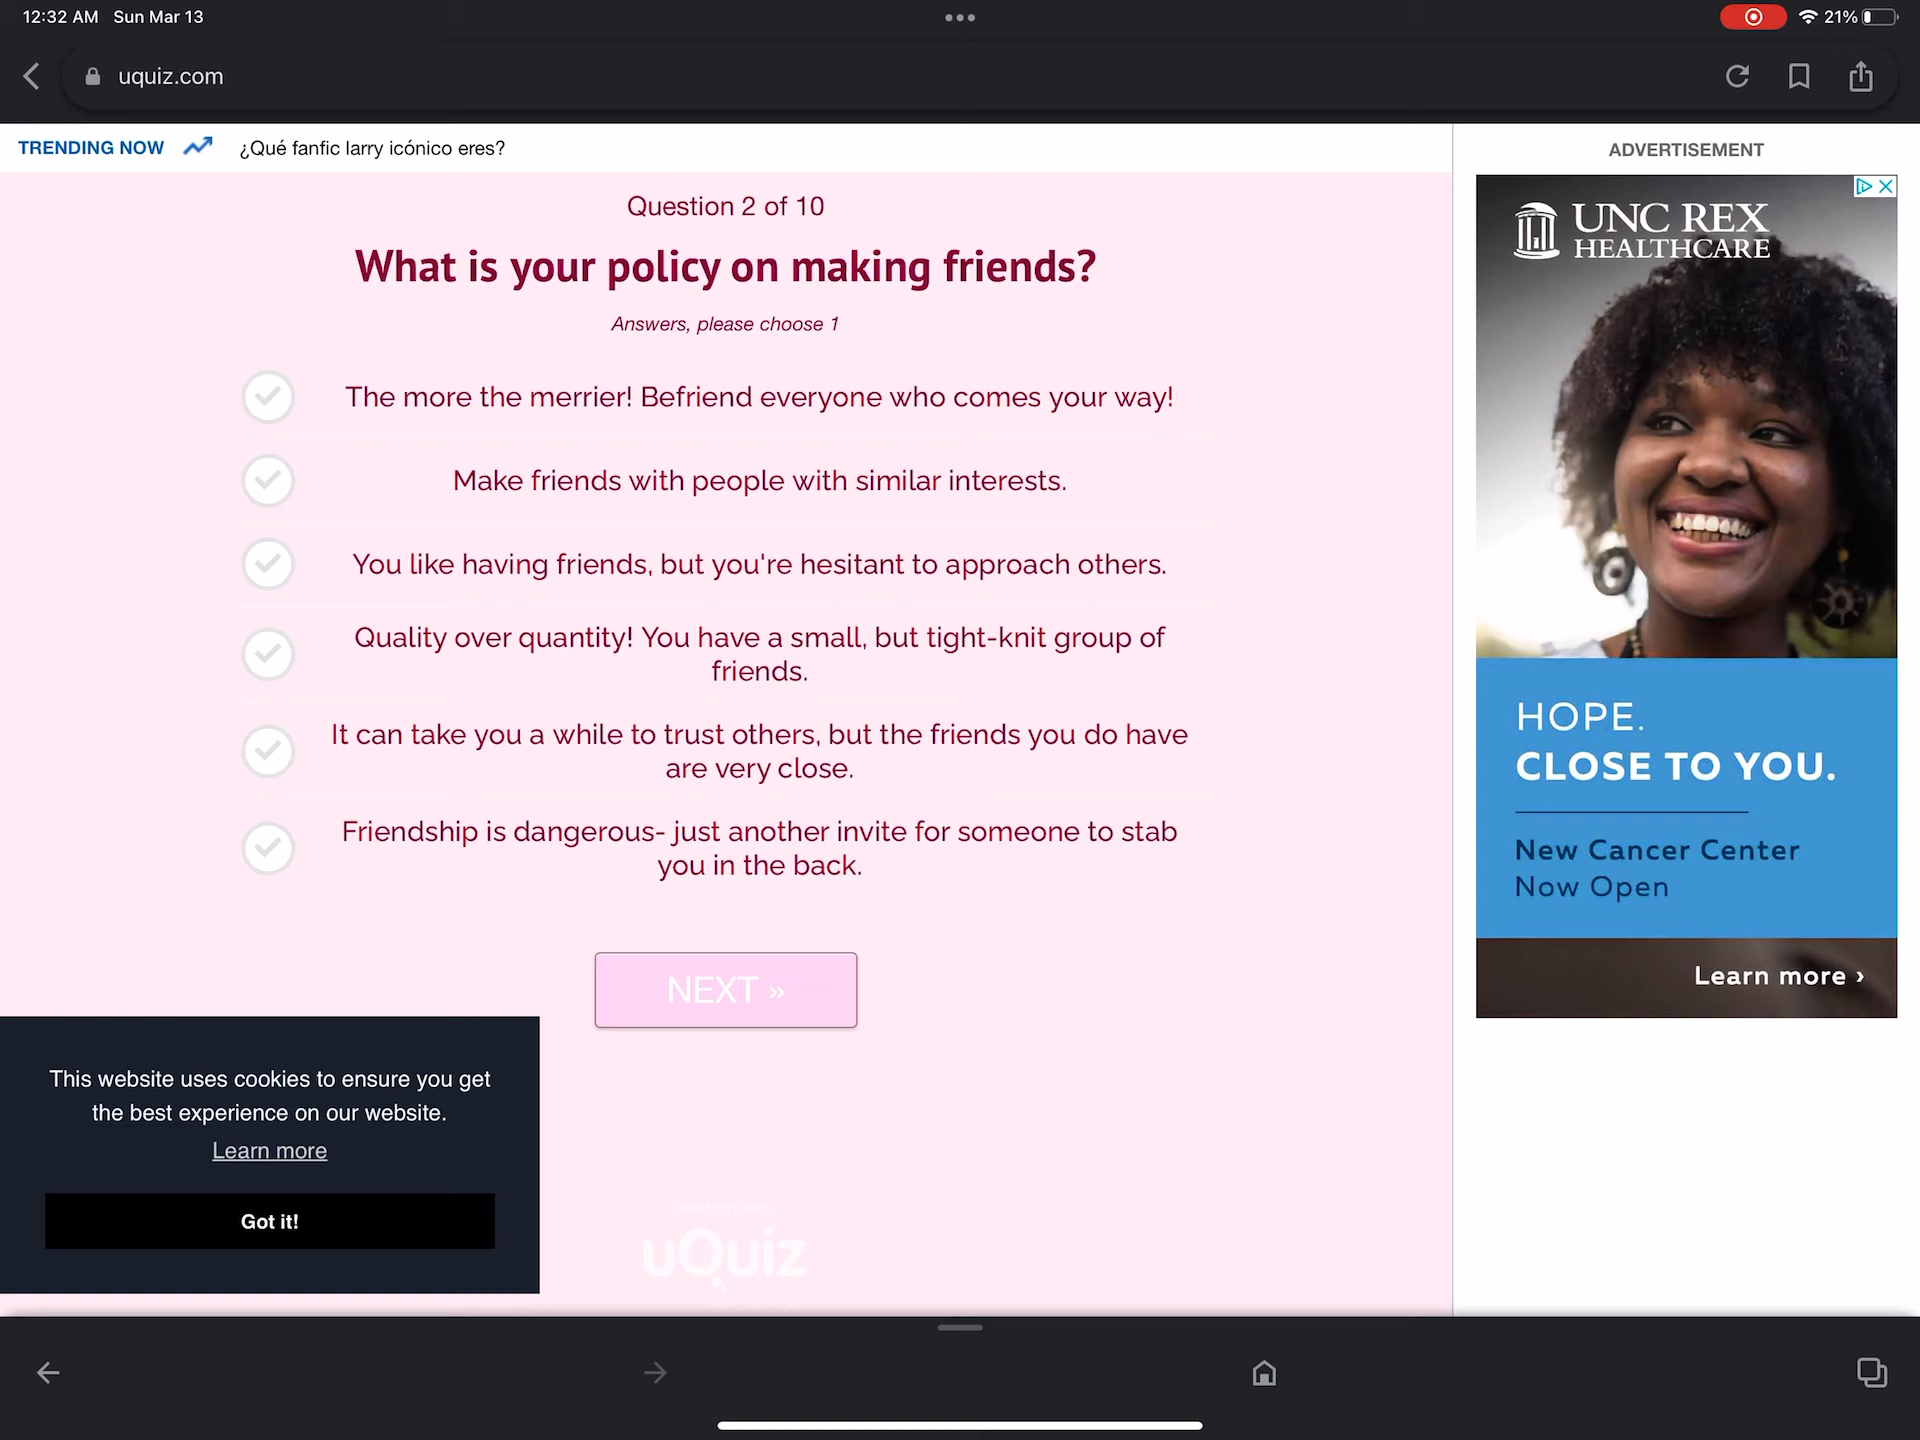 12:32 AM Sun Mar 13
21%
uquiz.com
TRENDING NOW
¿Qué fanfic larry icónico eres?
Question 2 of 10
What is your policy on making friends?
Answers, please choose 1
The more the merrier! Befriend everyone who comes your way!
Make friends with people with similar interests.
You like having friends, but you're hesitant to approach others.
Quality over quantity! You have a small, but tight-knit group of
friends.
It can take you a while to trust others, but the friends you do have
are very close.
Friendship is dangerous- just another invite for someone to stab
you in the back.
NEXT »
This website uses cookies to ensure you get
the best experience on our website.
Learn more
Got it!
uQuiz
ADVERTISEMENT
UNC REX
HEALTHCARE
HOPE.
CLOSE TO YOU.
New Cancer Center
Now Open
Learn more ›